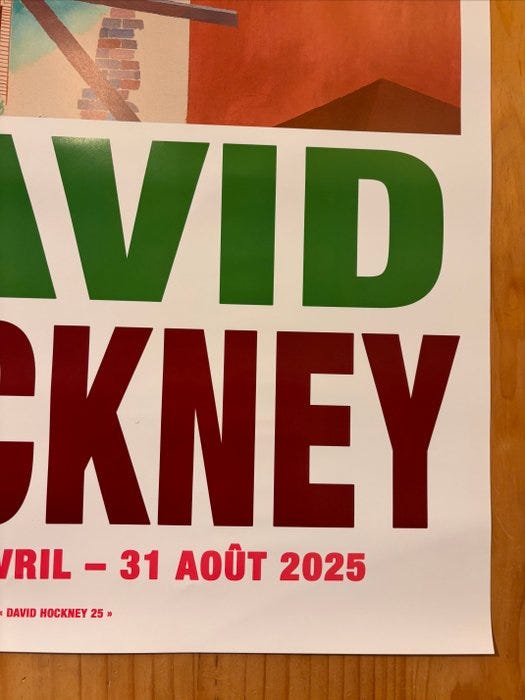 AVID
CKNEY
VRIL – 31 AOÛT 2025
« DAVID HOCKNEY 25 »